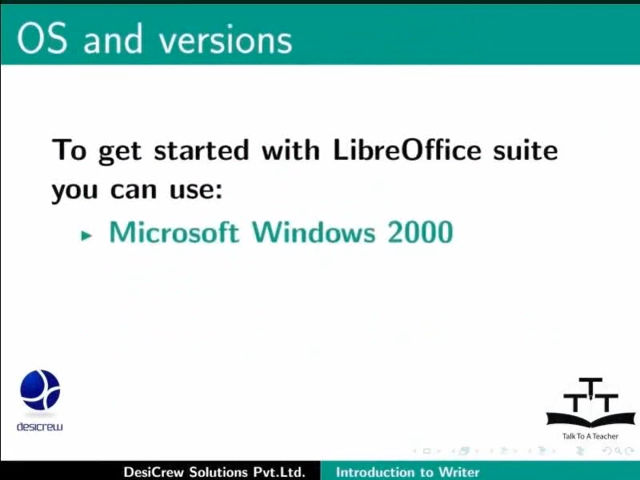 OS and versions
To get started with LibreOffice suite
you can use:
▶ Microsoft Windows 2000
desicrew
TTT
Talk To A Teacher
DesiCrew Solutions Pvt.Ltd. Introduction to Writer